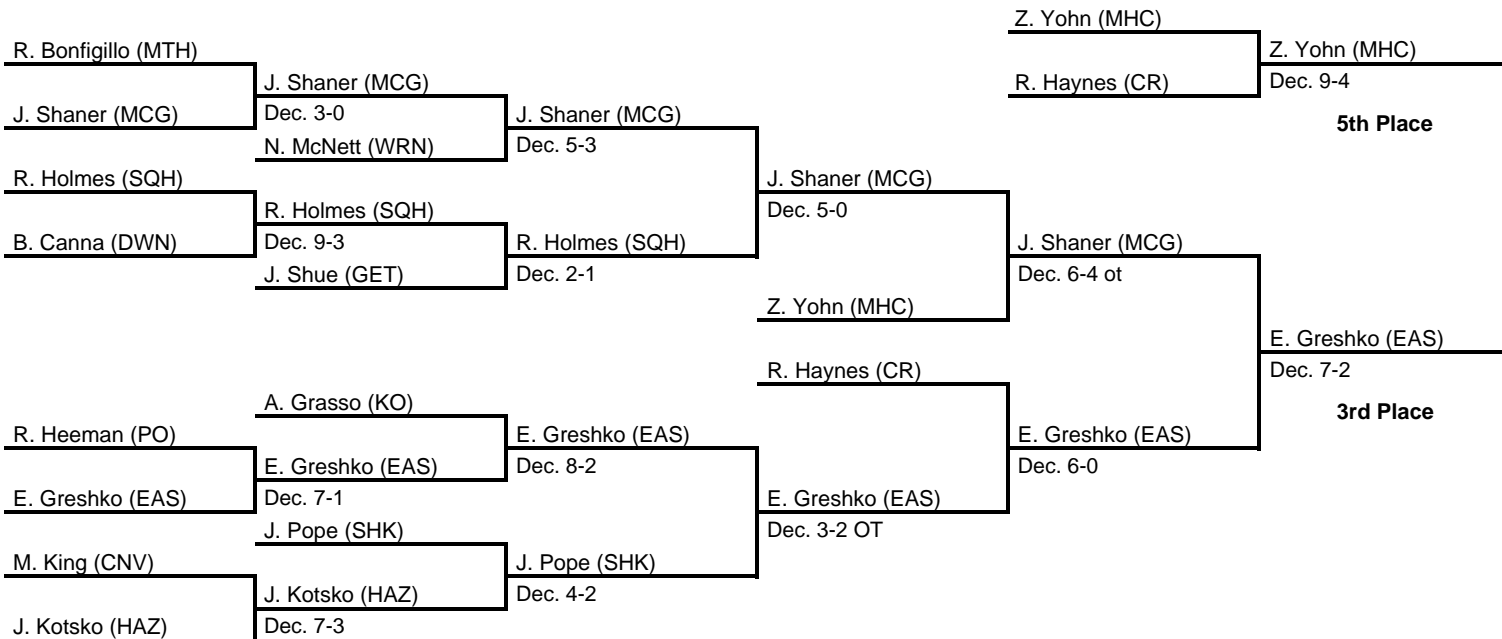 Z. Yohn (MHC)
R. Bonfigillo (MTH)
Z. Yohn (MHC)
J. Shaner (MCG)
R. Haynes (CR)
Dec. 9-4
J. Shaner (MCG)
Dec. 3-0
J. Shaner (MCG)
5th Place
N. McNett (WRN)
Dec. 5-3
R. Holmes (SQH)
J. Shaner (MCG)
R. Holmes (SQH)
Dec. 5-0
B. Canna (DWN)
Dec. 9-3
R. Holmes (SQH)
J. Shaner (MCG)
J. Shue (GET)
Dec. 2-1
Dec. 6-4 ot
Z. Yohn (MHC)
E. Greshko (EAS)
R. Haynes (CR)
Dec. 7-2
A. Grasso (KO)
3rd Place
R. Heeman (PO)
E. Greshko (EAS)
E. Greshko (EAS)
E. Greshko (EAS)
Dec. 8-2
Dec. 6-0
E. Greshko (EAS)
Dec. 7-1
E. Greshko (EAS)
J. Pope (SHK)
Dec. 3-2 OT
M. King (CNV)
J. Pope (SHK)
J. Kotsko (HAZ)
Dec. 4-2
J. Kotsko (HAZ)
Dec. 7-3